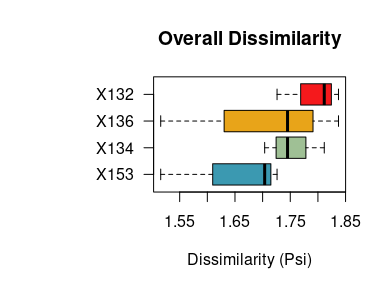 Overall Dissimilarity
X132
X136
X134
X153
1.55 1.65 1.75 1.85
Dissimilarity (Psi)